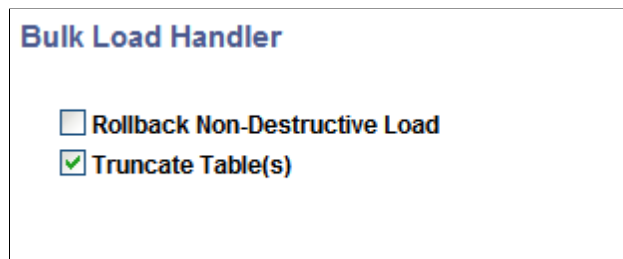 Bulk Load Handler
Rollback Non-Destructive Load
Truncate Table(s)